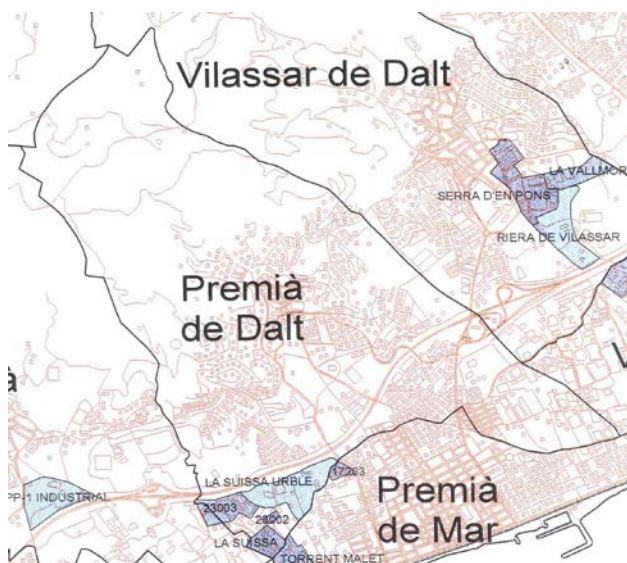 Vilassar de Dalt
LA VALLMOR
SERRA D'EN PONS
RIERA DE VILASSAR
Premià
de Dalt
V
à
LA SUISSA URBLE
17203
PP-1 INDUSTRIAL
23003
Premià
de Mar
LA SUISSA
TORRENT MALET